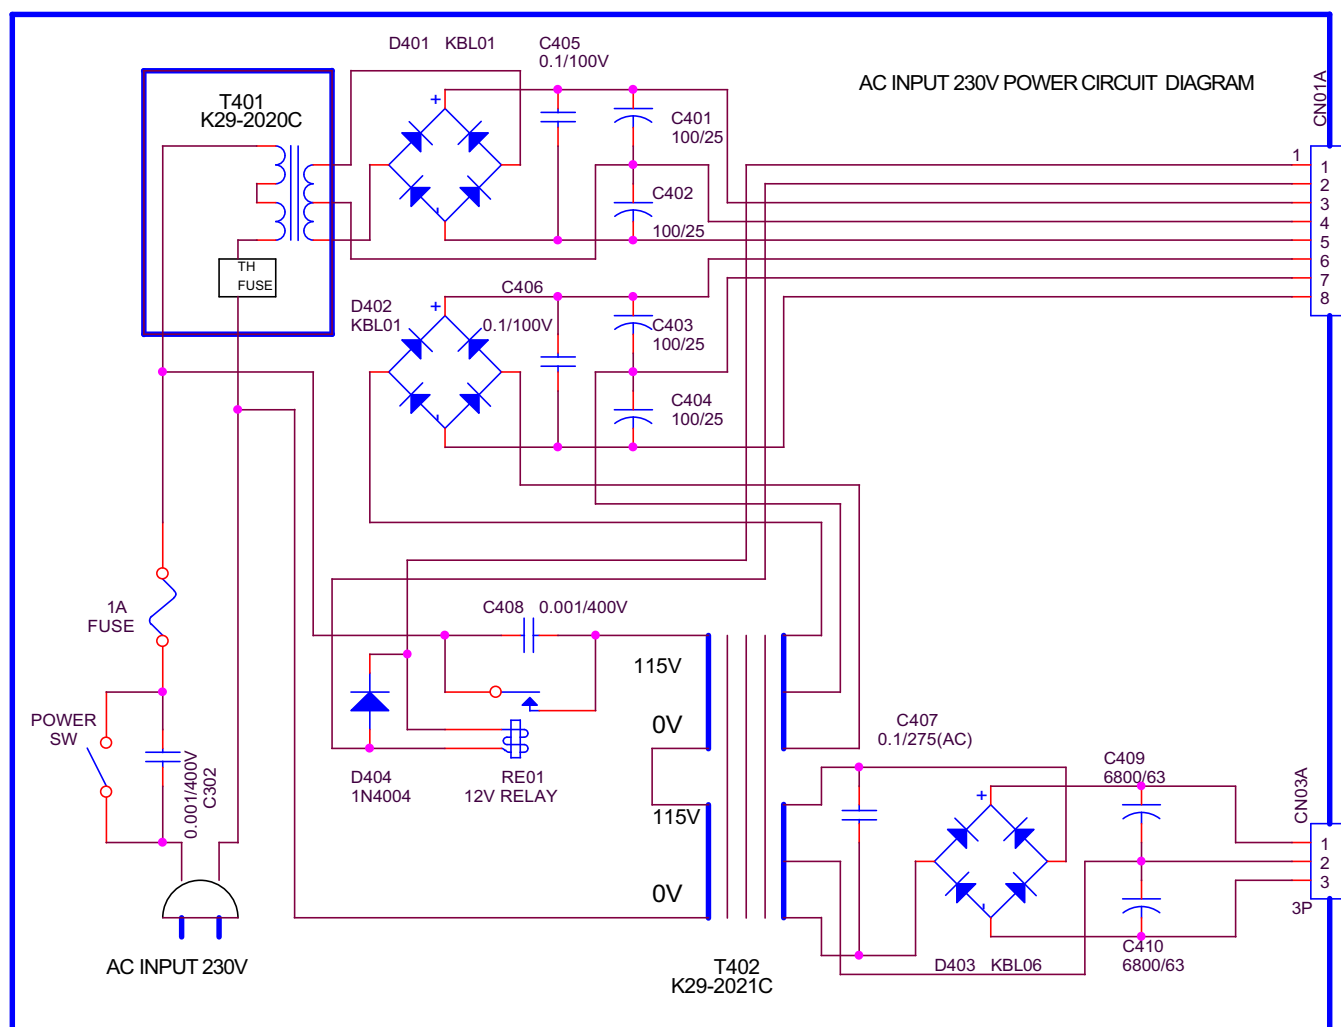 D401 KBL01
C405
0.1/100V
AC INPUT 230V POWER CIRCUIT DIAGRAM
CN01A
T401
K29-2020C
C401
100/25
1
1
2
3
4
5
6
7
8
C402
100/25
TH
FUSE
D402
KBL01
C406
0.1/100V
C403
100/25
C404
100/25
+
+
1A
FUSE
C408 0.001/400V
115V
0V
POWER
SW
0.001/400V
C302
D404
1N4004
RE01
12V RELAY
C407
0.1/275(AC)
C409
6800/63
CN03A
115V
0V
+
1
2
3
3P
C410
6800/63
D403 KBL06
AC INPUT 230V
T402
K29-2021C